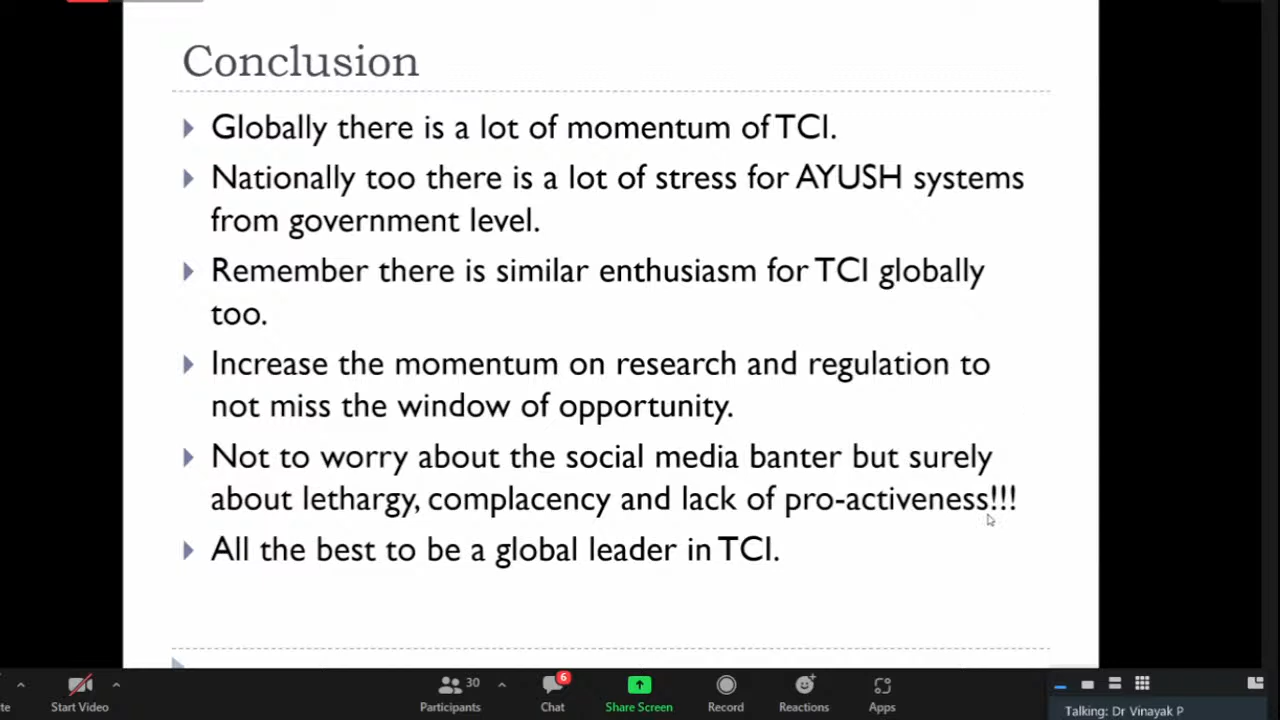 Conclusion
Globally there is a lot of momentum of TCI.
Nationally too there is a lot of stress for AYUSH systems
from government level.
Remember there is similar enthusiasm for TCI globally
too.
Increase the momentum on research and regulation to
not miss the window of opportunity.
Not to worry about the social media banter but surely
about lethargy, complacency and lack of pro-activeness!!!
All the best to be a global leader in TCI.
30
6
te
Start Video
Participants
Chat
Share Screen
Record
Reactions
Apps
Talking: Dr Vinayak P